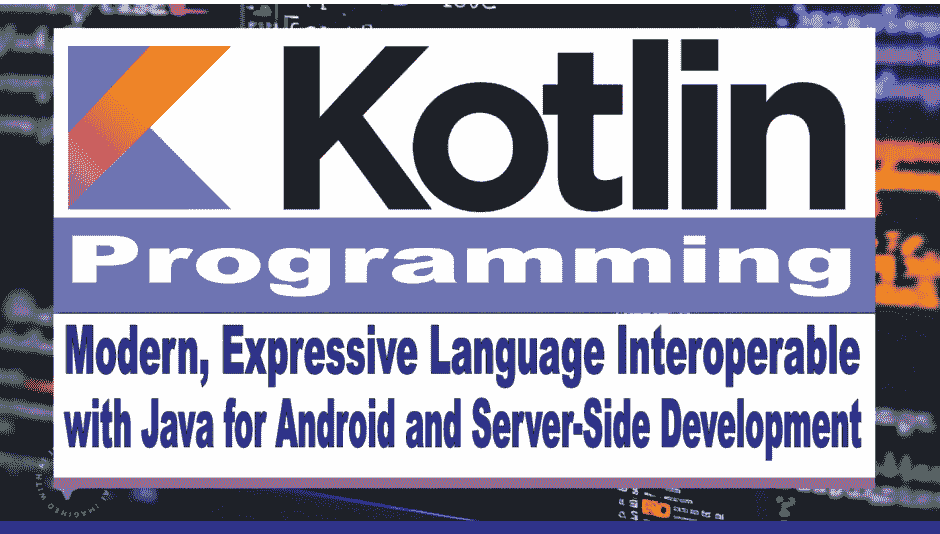 Kotlin
Programming
Modern, Expressive Language Interoperable
with Java for Android and Server-Side Development